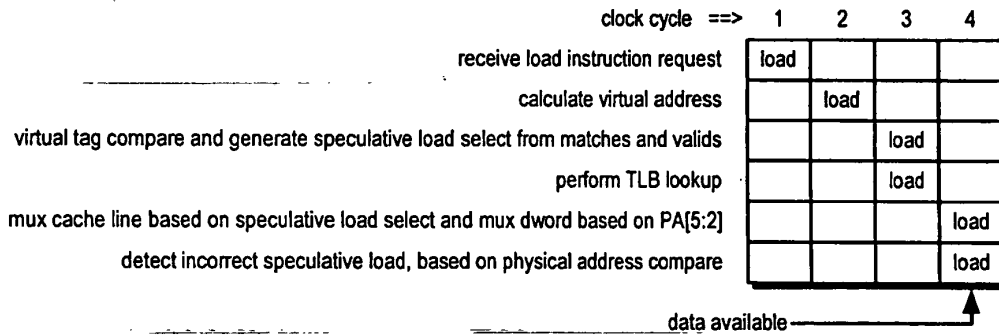 clock cycle ==> 1 2 3 4
receive load instruction request load
calculate virtual address load
virtual tag compare and generate speculative load select from matches and valids load
perform TLB lookup load
mux cache line based on speculative load select and mux dword based on PA[5:2] load
detect incorrect speculative load, based on physical address compare load
data available